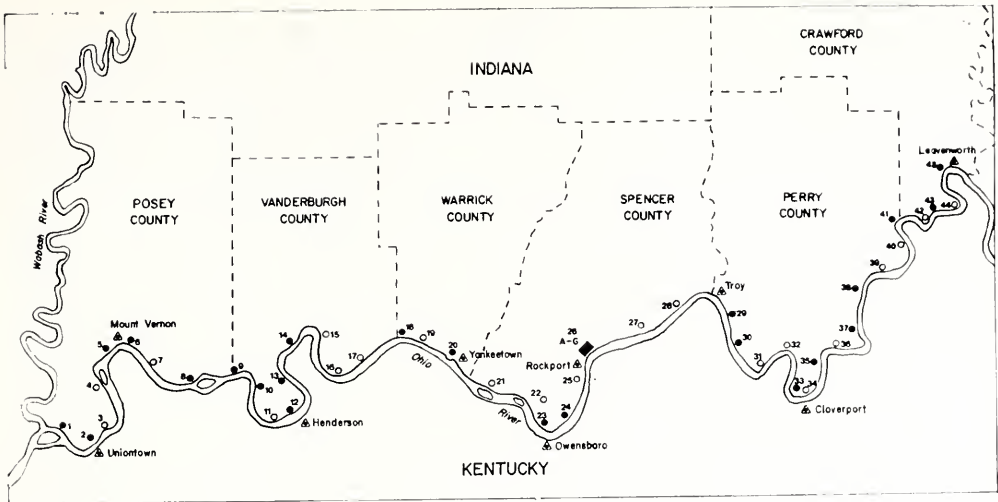 CRAWFORD
COUNTY
INDIANA
Leavenworth
POSEY
COUNTY
VANDERBURGH
COUNTY
WARRICK
COUNTY
SPENCER
COUNTY
PERRY
COUNTY
Wabash River
Mount Vernon
Troy
Yankeetown
Ohio
River
Rockport
Henderson
Owensboro
Cloverport
Uniontown
KENTUCKY
1
2
3
4
5
6
7
8
9
10
11
12
13
14
15
16
17
18
19
20
21
22
23
24
25
26
A-G
27
28
29
30
31
32
33
34
35
36
37
38
39
40
41
42
43
44